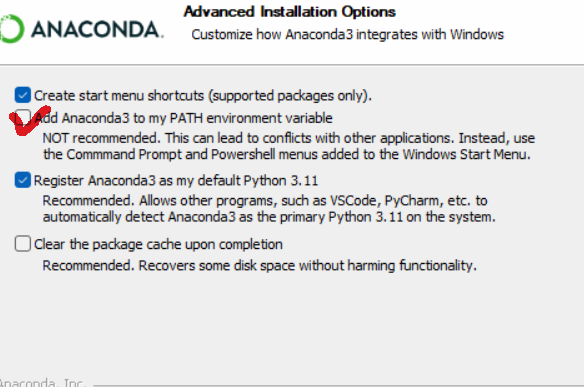 Advanced Installation Options
ANACONDA.
Customize how Anaconda3 integrates with Windows
Create start menu shortcuts (supported packages only).
Add Anaconda3 to my PATH environment variable
NOT recommended. This can lead to conflicts with other applications. Instead, use
the Commmand Prompt and Powershell menus added to the Windows Start Menu.
Register Anaconda3 as my default Python 3.11
Recommended. Allows other programs, such as VSCode, PyCharm, etc. to
automatically detect Anaconda3 as the primary Python 3.11 on the system.
Clear the package cache upon completion
Recommended. Recovers some disk space without harming functionality.
Anaconda, Inc.